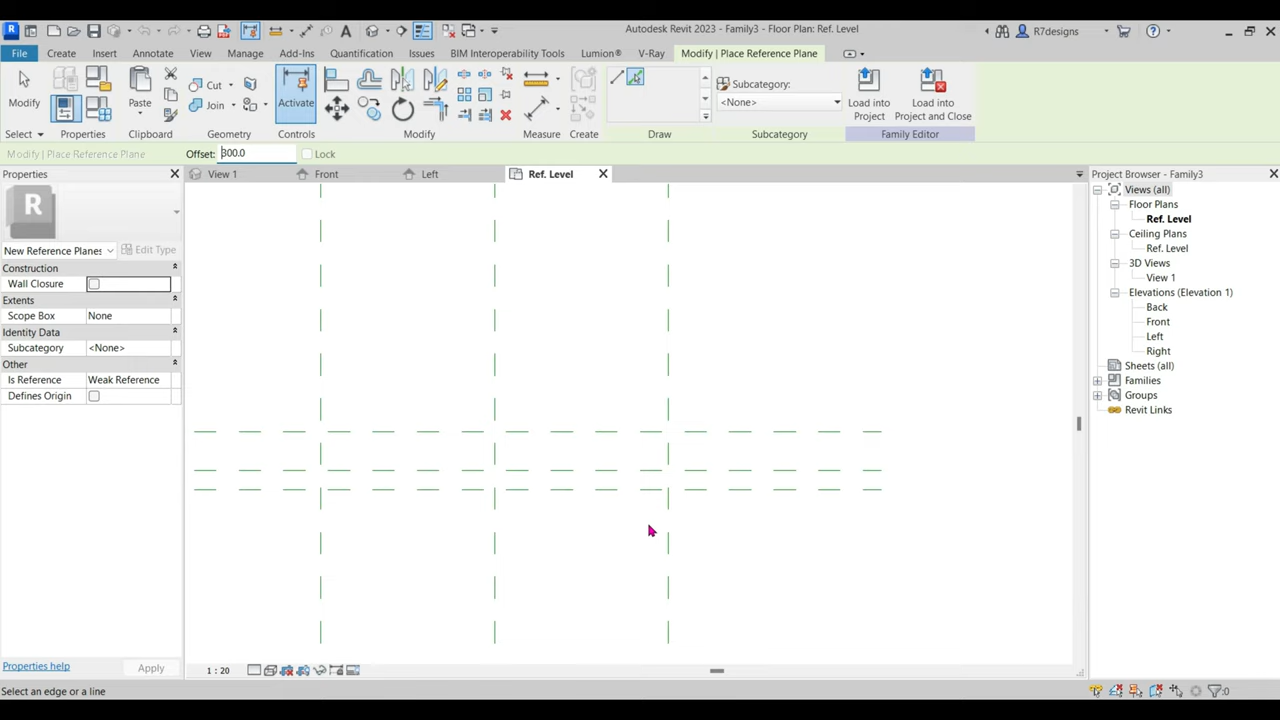 Autodesk Revit 2023 - Family3 - Floor Plan: Ref. Level
R7designs
File Create Insert Annotate View Manage Add-Ins Quantification Issues BIM Interoperability Tools Lumion® V-Ray Modify | Place Reference Plane
Modify
Paste
Cut
Join
Activate
Subcategory:
<None>
Load into
Project
Load into
Project and Close
Select Properties Clipboard Geometry Controls Modify Measure Create Draw Subcategory Family Editor
Modify | Place Reference Plane Offset: 300.0 Lock
Properties
View 1 Front Left Ref. Level
Project Browser - Family3
R
New Reference Planes Edit Type
Construction
Wall Closure
Extents
Scope Box None
Identity Data
Subcategory <None>
Other
Is Reference Weak Reference
Defines Origin
Views (all)
Floor Plans
Ref. Level
Ceiling Plans
Ref. Level
3D Views
View 1
Elevations (Elevation 1)
Back
Front
Left
Right
Sheets (all)
Families
Groups
Revit Links
Properties help Apply
1 : 20
Select an edge or a line
:0